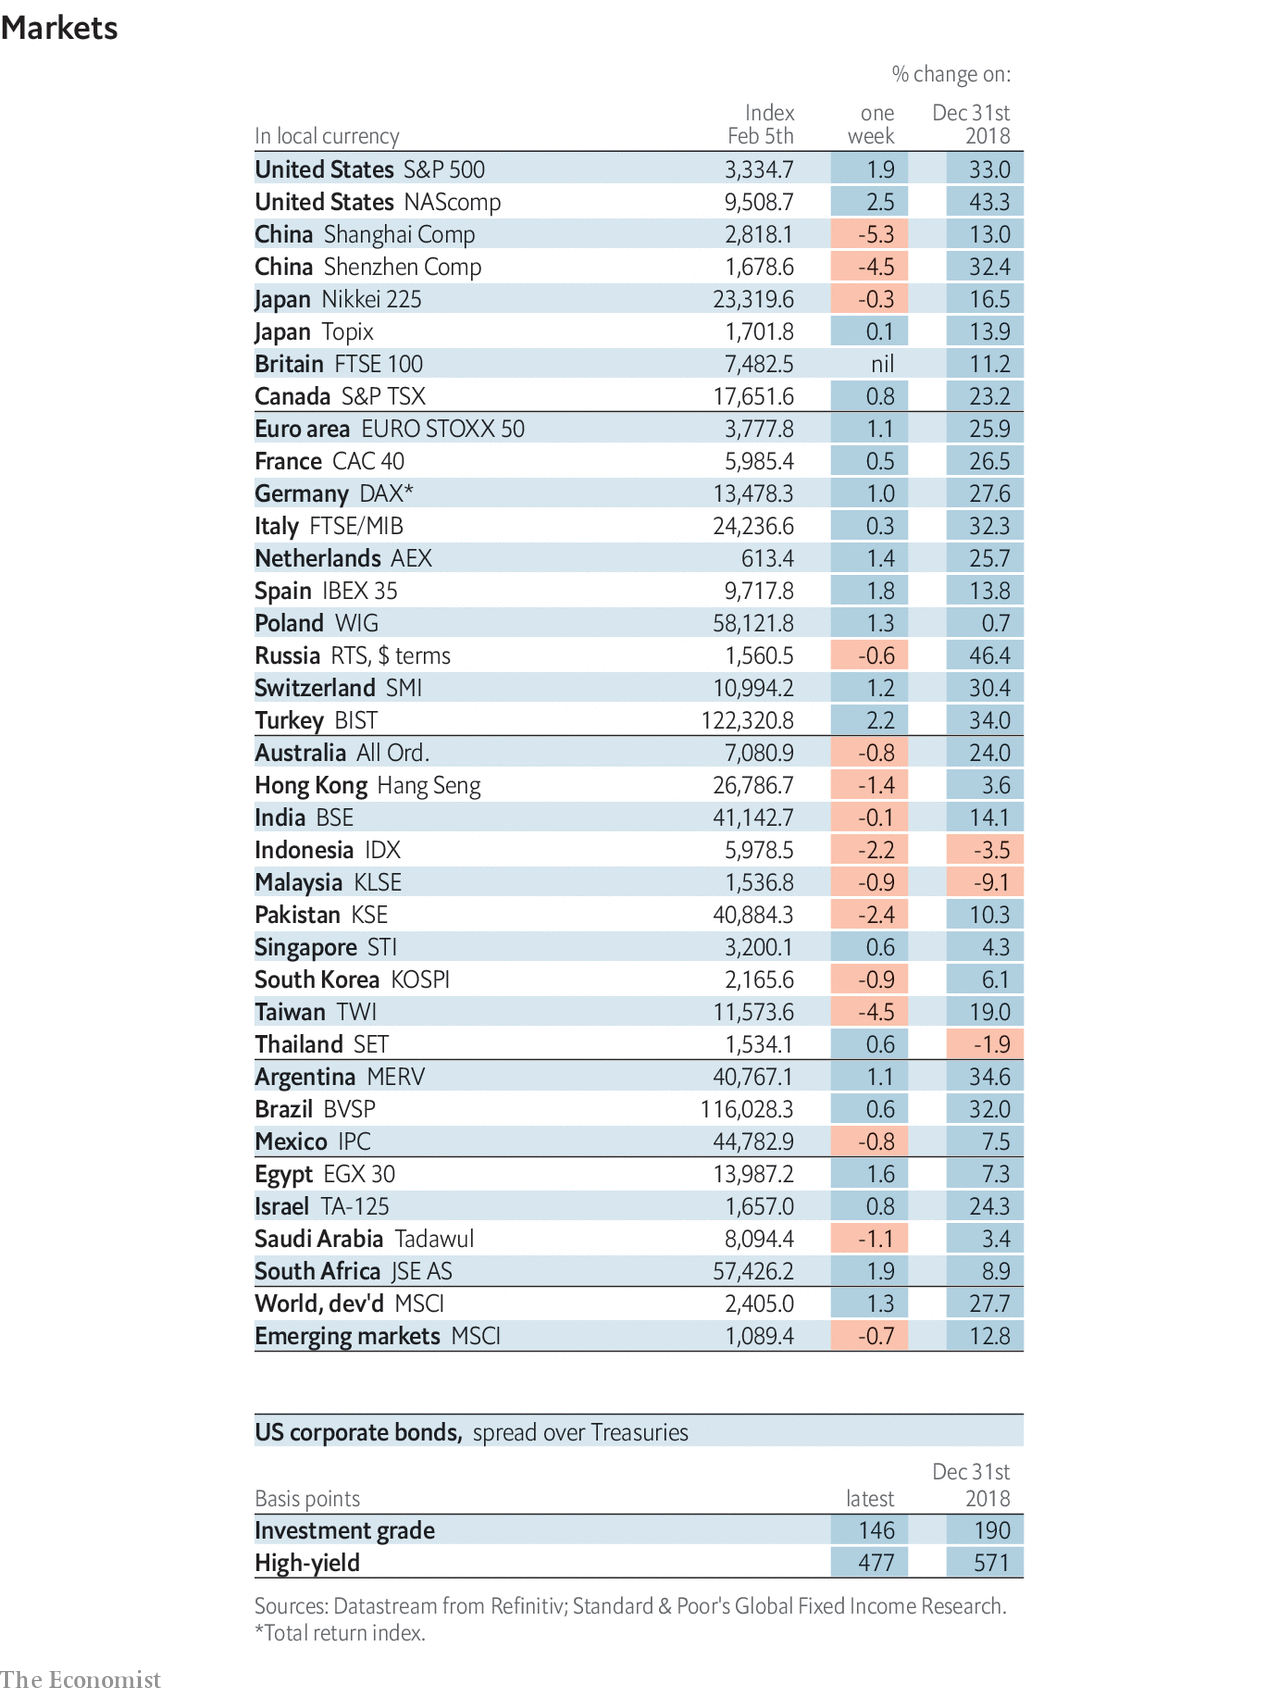 Markets
% change on:
Index one Dec 31st
In local currency Feb 5th week 2018
United States S&P 500 3,334.7 1.9 33.0
United States NAScomp 9,508.7 2.5 43.3
China Shanghai Comp 2,818.1 -5.3 13.0
China Shenzhen Comp 1,678.6 -4.5 32.4
Japan Nikkei 225 23,319.6 -0.3 16.5
Japan Topix 1,701.8 0.1 13.9
Britain FTSE 100 7,482.5 nil 11.2
Canada S&P TSX 17,651.6 0.8 23.2
Euro area EURO STOXX 50 3,777.8 1.1 25.9
France CAC 40 5,985.4 0.5 26.5
Germany DAX* 13,478.3 1.0 27.6
Italy FTSE/MIB 24,236.6 0.3 32.3
Netherlands AEX 613.4 1.4 25.7
Spain IBEX 35 9,717.8 1.8 13.8
Poland WIG 58,121.8 1.3 0.7
Russia RTS, $ terms 1,560.5 -0.6 46.4
Switzerland SMI 10,994.2 1.2 30.4
Turkey BIST 122,320.8 2.2 34.0
Australia All Ord. 7,080.9 -0.8 24.0
Hong Kong Hang Seng 26,786.7 -1.4 3.6
India BSE 41,142.7 -0.1 14.1
Indonesia IDX 5,978.5 -2.2 -3.5
Malaysia KLSE 1,536.8 -0.9 -9.1
Pakistan KSE 40,884.3 -2.4 10.3
Singapore STI 3,200.1 0.6 4.3
South Korea KOSPI 2,165.6 -0.9 6.1
Taiwan TWI 11,573.6 -4.5 19.0
Thailand SET 1,534.1 0.6 -1.9
Argentina MERV 40,767.1 1.1 34.6
Brazil BVSP 116,028.3 0.6 32.0
Mexico IPC 44,782.9 -0.8 7.5
Egypt EGX 30 13,987.2 1.6 7.3
Israel TA-125 1,657.0 0.8 24.3
Saudi Arabia Tadawul 8,094.4 -1.1 3.4
South Africa JSE AS 57,426.2 1.9 8.9
World, dev'd MSCI 2,405.0 1.3 27.7
Emerging markets MSCI 1,089.4 -0.7 12.8
US corporate bonds, spread over Treasuries
Dec 31st
Basis points latest 2018
Investment grade 146 190
High-yield 477 571
Sources: Datastream from Refinitiv; Standard & Poor's Global Fixed Income Research.
*Total return index.
The Economist